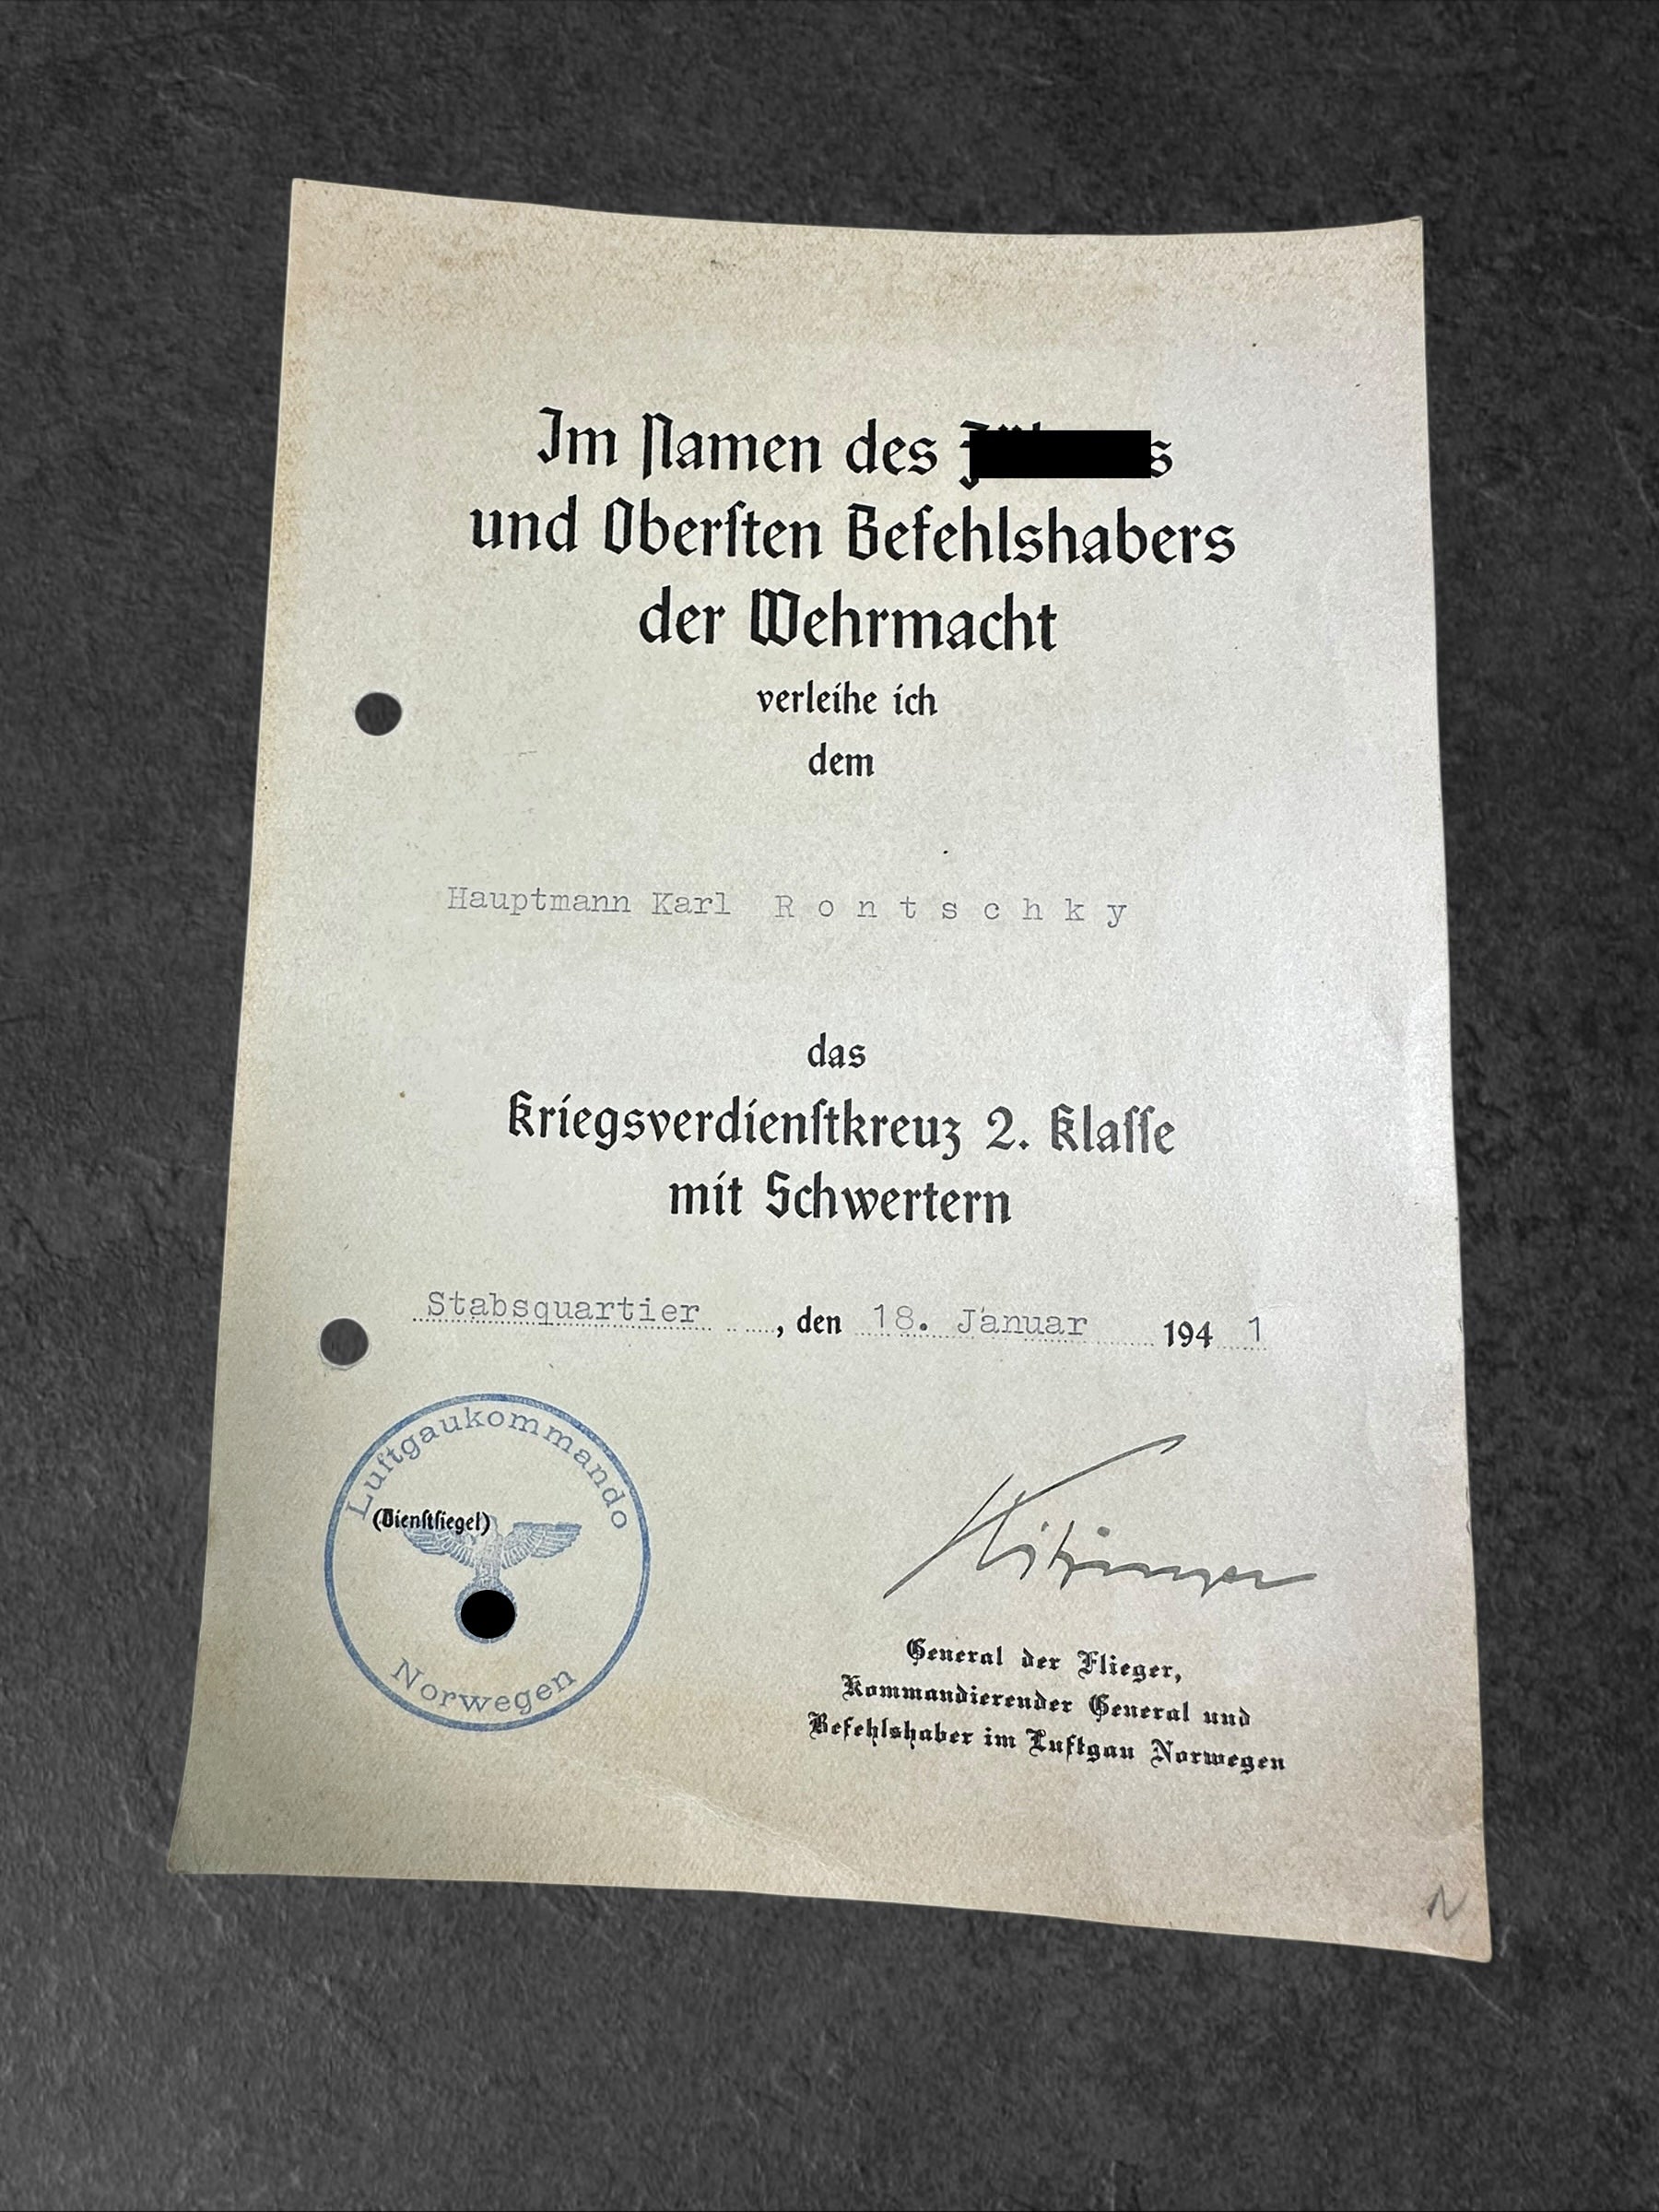 Im Namen des
und Oberſten Befehlshabers
der Wehrmacht
verleihe ich
dem
Hauptmann Karl R o n t s c h k y
das
Kriegsverdienſtkreuz 2. Klaſſe
mit Schwertern
Stabsquartier , den 18. Januar 194 1
Luftgaukommando
(Dienſtſiegel)
Norwegen
General der Flieger,
Kommandierender General und
Befehlshaber im Luftgau Norwegen
N